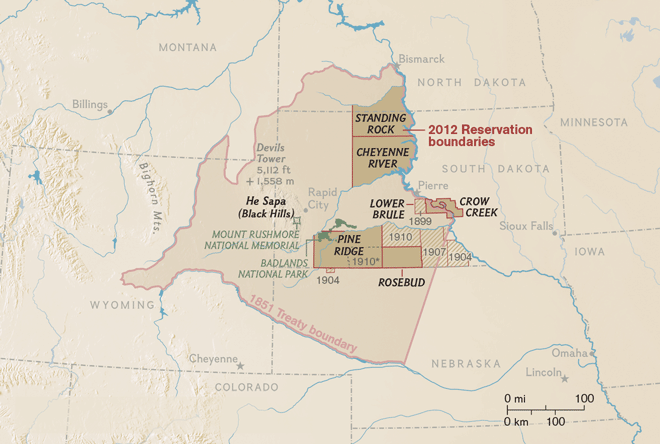 MONTANA
Bismarck
NORTH DAKOTA
Billings
STANDING
ROCK
2012 Reservation
boundaries
MINNESOTA
CHEYENNE
RIVER
Devils
Tower
5,112 ft
1,558 m
SOUTH DAKOTA
Bighorn Mts.
Pierre
He Sapa
(Black Hills)
Rapid
City
LOWER
BRULE
CROW
CREEK
1899
Sioux Falls
MOUNT RUSHMORE
NATIONAL MEMORIAL
PINE
RIDGE
1910
1907
1904
IOWA
BADLANDS
NATIONAL PARK
1910*
1904
ROSEBUD
WYOMING
1851 Treaty boundary
Cheyenne
NEBRASKA
Omaha
Lincoln
COLORADO
0 mi 100
0 km 100